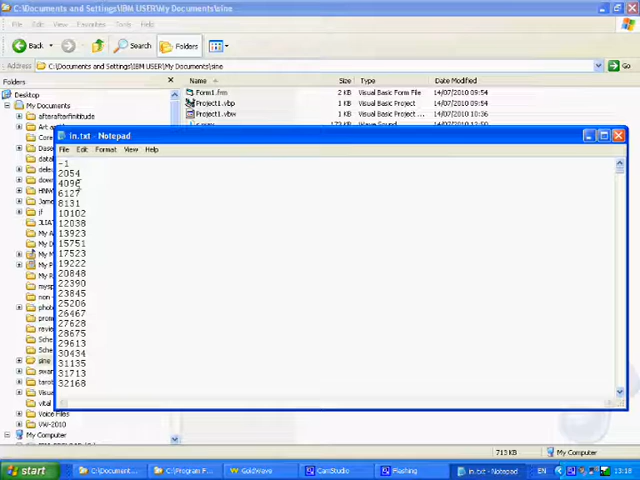 C:\Documents and Settings\IBM USER\My Documents\sine
File Edit View Favorites Tools Help
Back Search Folders
Address C:\Documents and Settings\IBM USER\My Documents\sine Go
Folders Name Size Type Date Modified
Desktop
My Documents
Form1.frm 2 KB Visual Basic Form File 14/07/2010 09:54
Project1.vbp 1 KB Visual Basic Project 14/07/2010 09:54
Project1.vbw 1 KB Visual Basic Project ... 14/07/2010 10:36
in.txt - Notepad
File Edit Format View Help
-1
2054
4096
6127
8131
10102
12038
13923
15751
17523
19222
20848
22390
23845
25206
26467
27628
28675
29613
30434
31135
31713
32168
sine
Voice Files
VW-2010
My Computer
713 KB My Computer
start C:\Document... C:\Program F... GoldWave CamStudio Flashing in.txt - Notepad EN 13:16